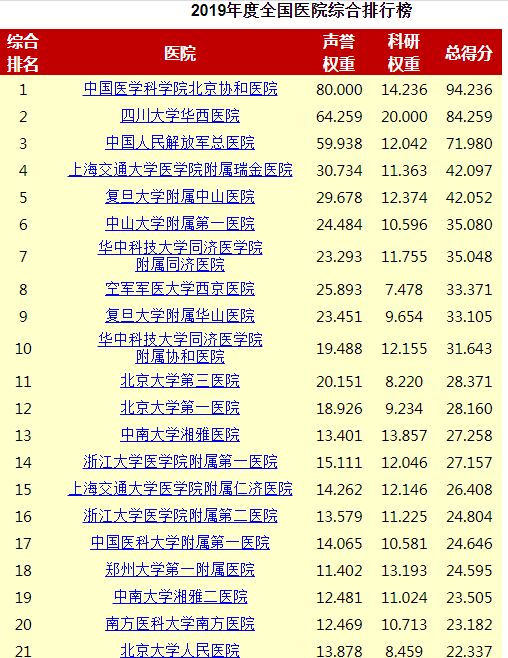 2019年度全国医院综合排行榜
综合排名 医院 声誉权重 科研权重 总得分
1 中国医学科学院北京协和医院 80.000 14.236 94.236
2 四川大学华西医院 64.259 20.000 84.259
3 中国人民解放军总医院 59.938 12.042 71.980
4 上海交通大学医学院附属瑞金医院 30.734 11.363 42.097
5 复旦大学附属中山医院 29.678 12.374 42.052
6 中山大学附属第一医院 24.484 10.596 35.080
7 华中科技大学同济医学院附属同济医院 23.293 11.755 35.048
8 空军军医大学西京医院 25.893 7.478 33.371
9 复旦大学附属华山医院 23.451 9.654 33.105
10 华中科技大学同济医学院附属协和医院 19.488 12.155 31.643
11 北京大学第三医院 20.151 8.220 28.371
12 北京大学第一医院 18.926 9.234 28.160
13 中南大学湘雅医院 13.401 13.857 27.258
14 浙江大学医学院附属第一医院 15.111 12.046 27.157
15 上海交通大学医学院附属仁济医院 14.262 12.146 26.408
16 浙江大学医学院附属第二医院 13.579 11.225 24.804
17 中国医科大学附属第一医院 14.065 10.581 24.646
18 郑州大学第一附属医院 11.402 13.193 24.595
19 中南大学湘雅二医院 12.481 11.024 23.505
20 南方医科大学南方医院 12.469 10.713 23.182
21 北京大学人民医院 13.878 8.459 22.337